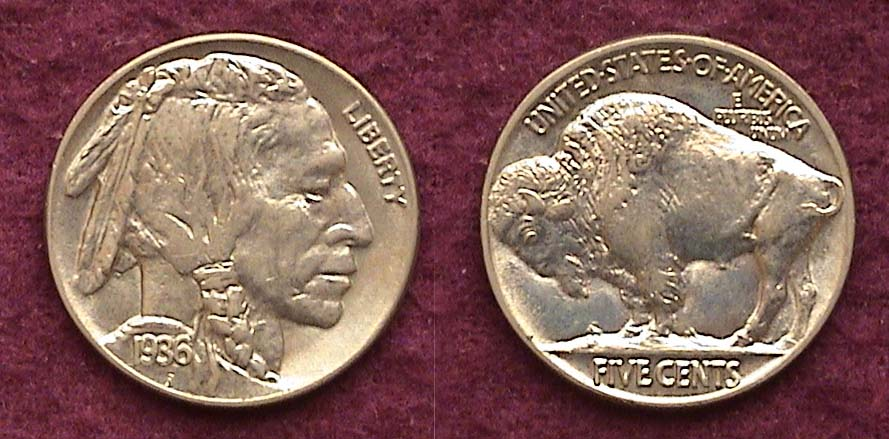 LIBERTY
1936
F
UNITED·STATES·OF·AMERICA
E
PLURIBUS
UNUM
FIVE CENTS